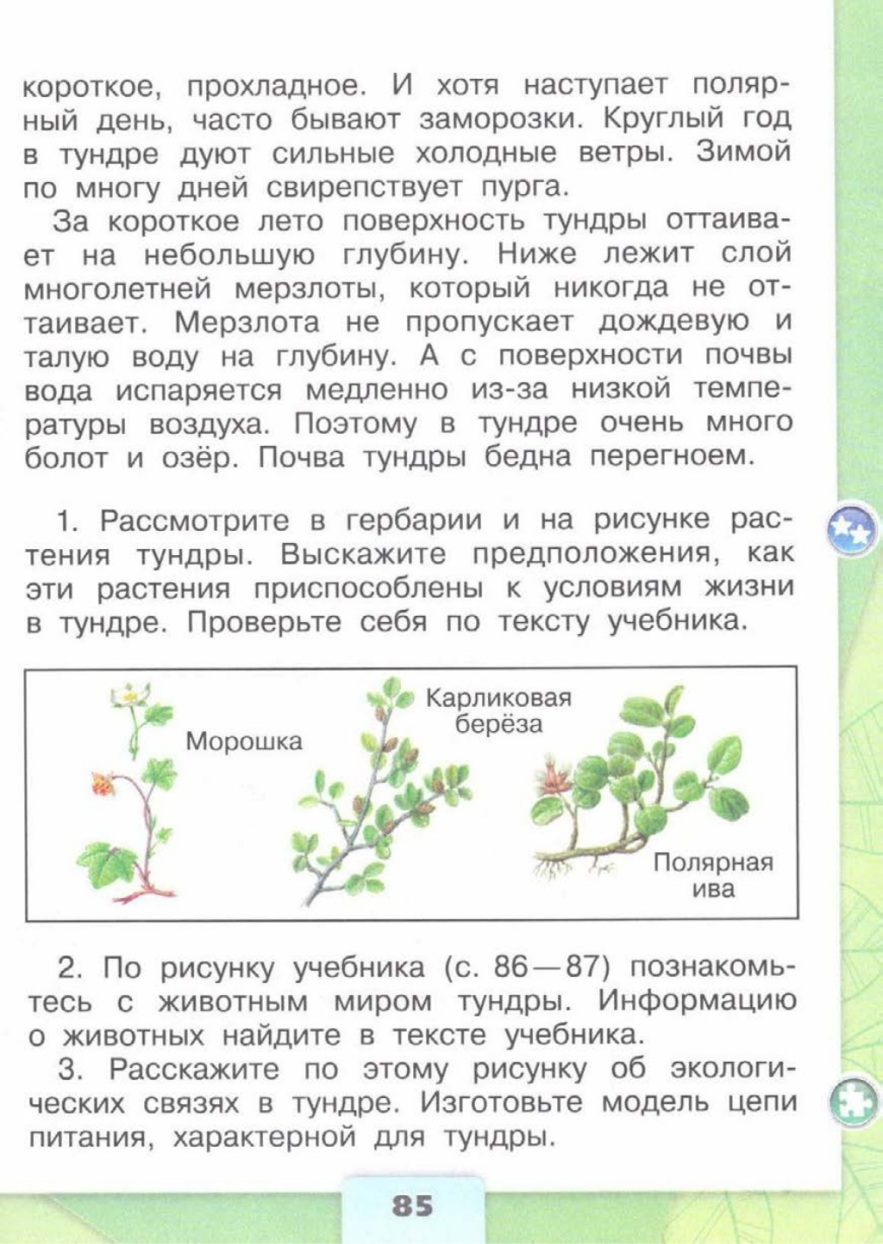 короткое, прохладное. И хотя наступает поляр-
ный день, часто бывают заморозки. Круглый год
в тундре дуют сильные холодные ветры. Зимой
по многу дней свирепствует пурга.
За короткое лето поверхность тундры оттаива-
ет на небольшую глубину. Ниже лежит слой
многолетней мерзлоты, который никогда не от-
таивает. Мерзлота не пропускает дождевую и
талую воду на глубину. А с поверхности почвы
вода испаряется медленно из-за низкой темпе-
ратуры воздуха. Поэтому в тундре очень много
болот и озёр. Почва тундры бедна перегноем.
1. Рассмотрите в гербарии и на рисунке рас-
тения тундры. Выскажите предположения, как
эти растения приспособлены к условиям жизни
в тундре. Проверьте себя по тексту учебника.
Морошка
Карликовая
берёза
Полярная
ива
2. По рисунку учебника (с. 86—87) познакомь-
тесь с животным миром тундры. Информацию
о животных найдите в тексте учебника.
3. Расскажите по этому рисунку об экологи-
ческих связях в тундре. Изготовьте модель цепи
питания, характерной для тундры.
85